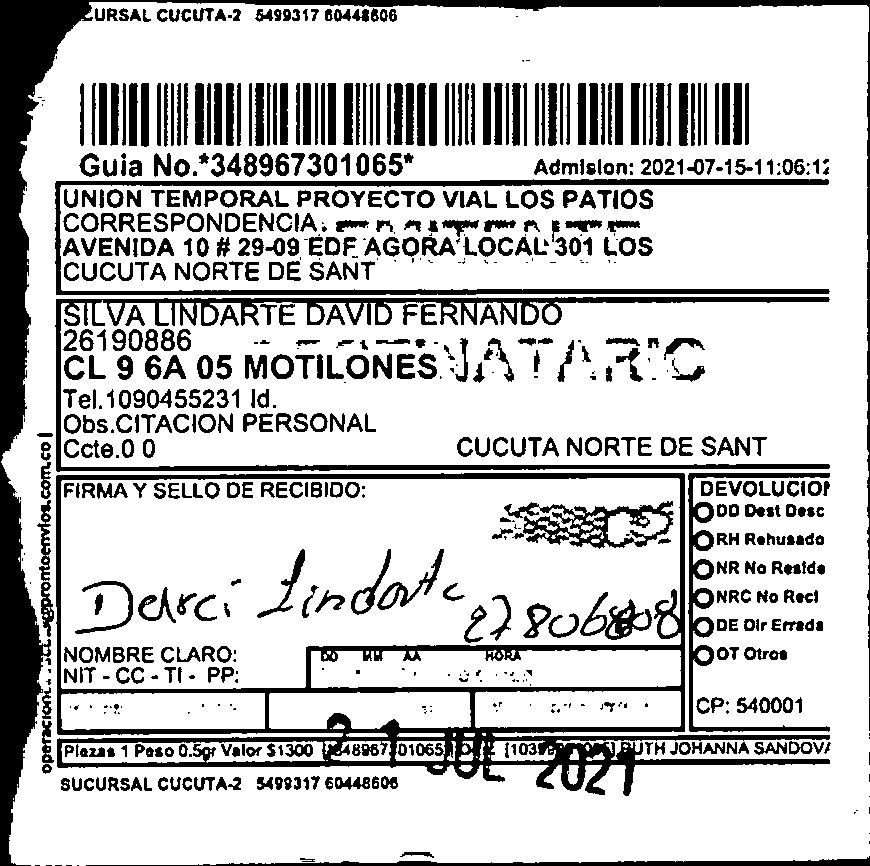 CURSAL CUCUTA-2 5499317 60448606
Guia No.*348967301065*
Admision: 2021-07-15-11:06:12
UNION TEMPORAL PROYECTO VIAL LOS PATIOS
CORRESPONDENCIA
AVENIDA 10 # 29-09 EDF AGORA LOCAL 301 LOS
CUCUTA NORTE DE SANT
SILVA LINDARTE DAVID FERNANDO
26190886
CL 9 6A 05 MOTILONES
Tel.1090455231 Id.
Obs.CITACION PERSONAL
Ccte.0 0 CUCUTA NORTE DE SANT
FIRMA Y SELLO DE RECIBIDO:
Darci Lindarte
NOMBRE CLARO:
NIT - CC - TI - PP:
DD MM AA HORA
DEVOLUCION
DD Dest Desc
RH Rehusado
NR No Reside
NRC No Recl
DE Dir Errada
OT Otros
CP: 540001
Piezas 1 Peso 0.5gr Valor $1300 RUTH JOHANNA SANDOVA
21 JUL 2021
SUCURSAL CUCUTA-2 5499317 60448606